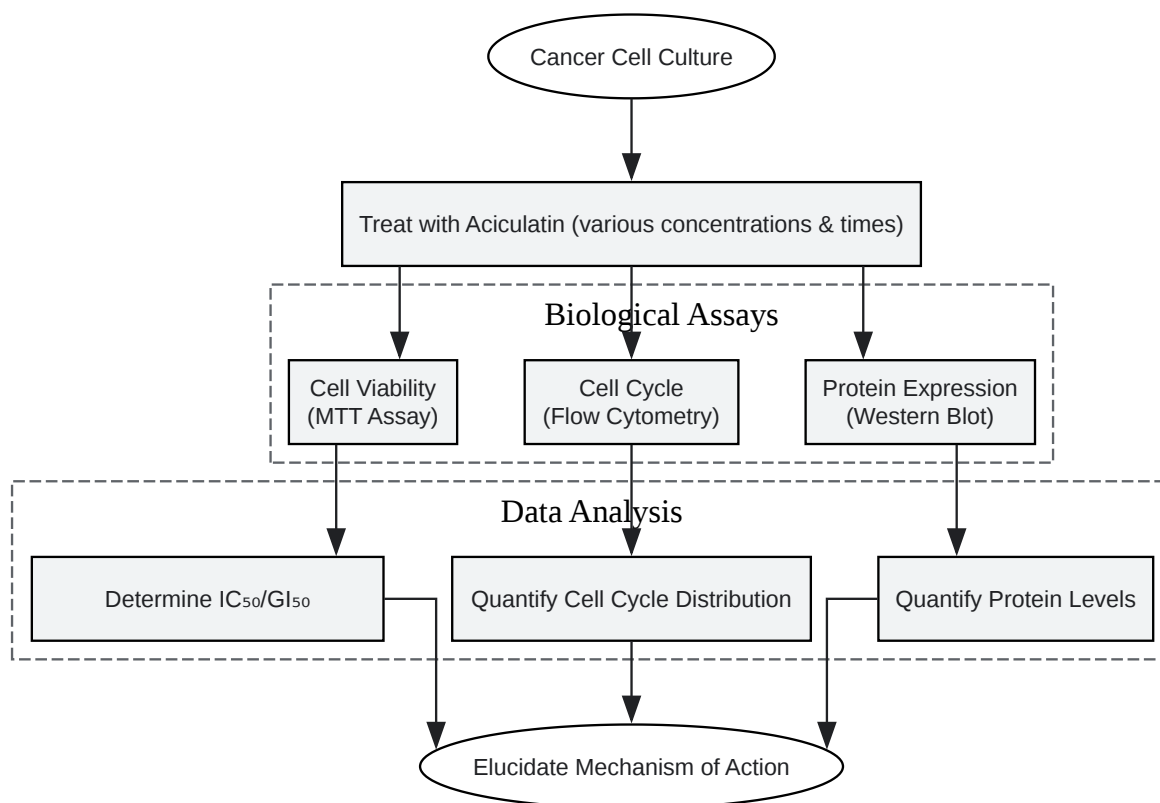 Cancer Cell Culture
Treat with Aciculatin (various concentrations & times)
Biological Assays
Cell Viability
(MTT Assay)
Cell Cycle
(Flow Cytometry)
Protein Expression
(Western Blot)
Data Analysis
Determine IC₅₀/GI₅₀
Quantify Cell Cycle Distribution
Quantify Protein Levels
Elucidate Mechanism of Action